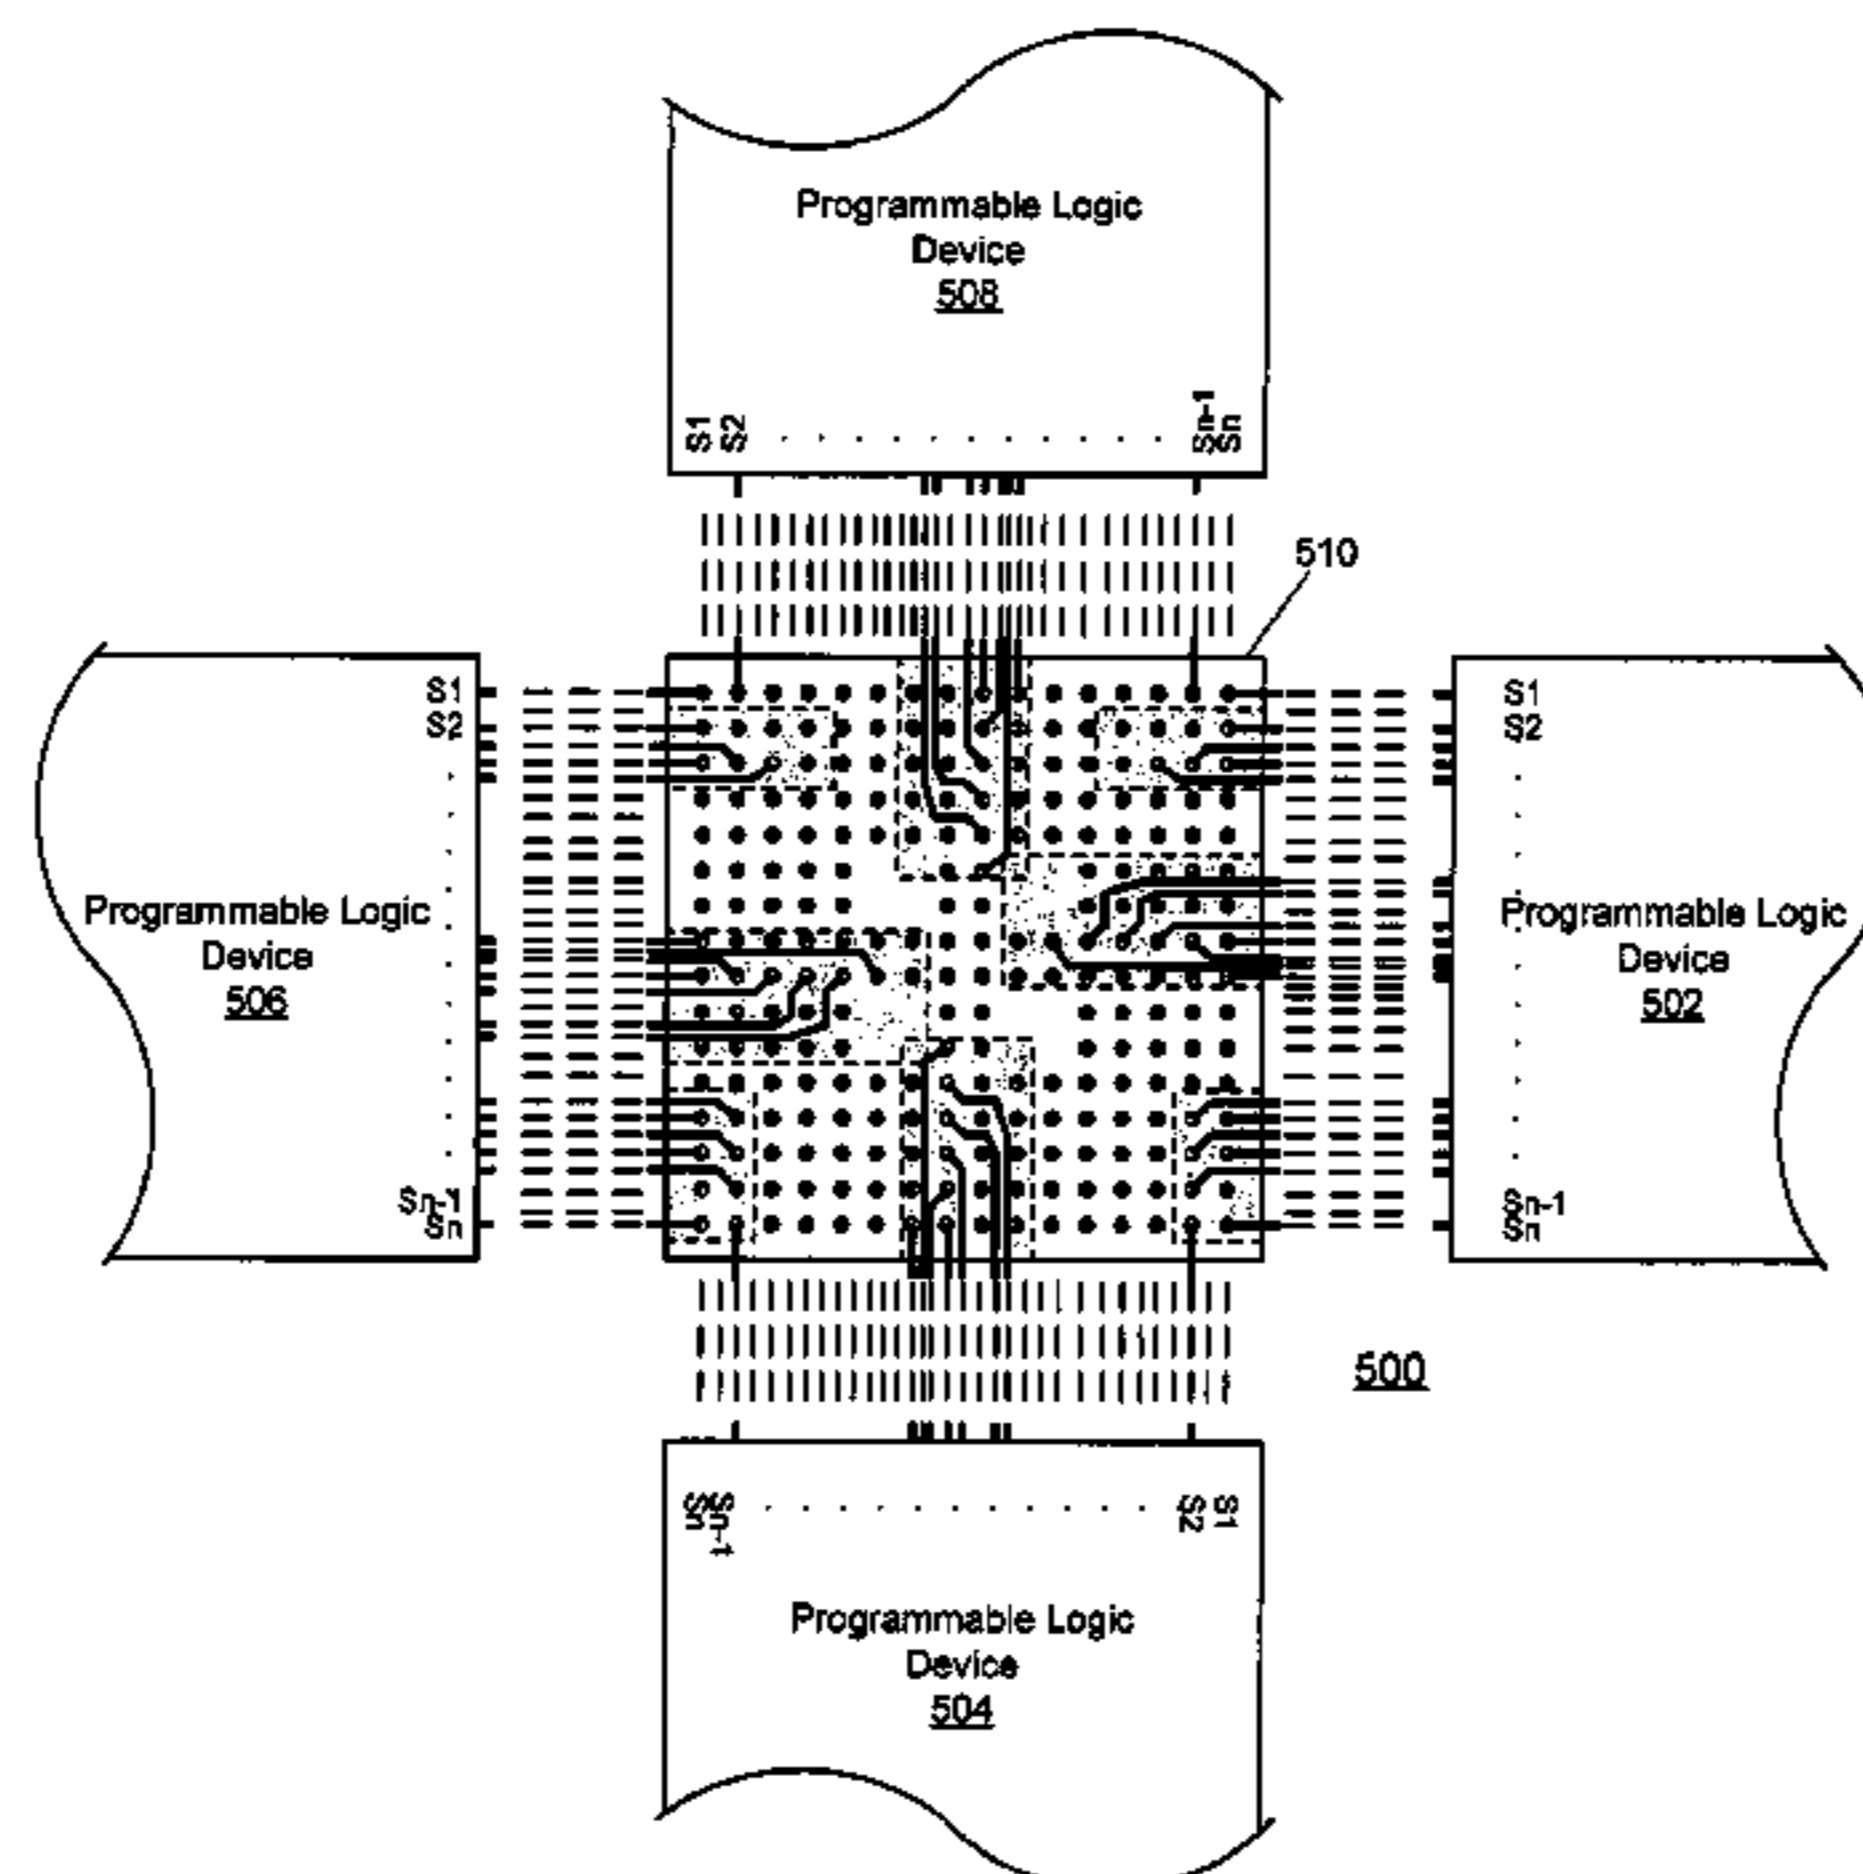 Programmable Logic
Device
508
S1
S2
Sn-1
Sn
510
S1
S2
Programmable Logic
Device
506
Sn-1
Sn
S1
S2
Programmable Logic
Device
502
Sn-1
Sn
500
Sn
Sn-1
S2
S1
Programmable Logic
Device
504